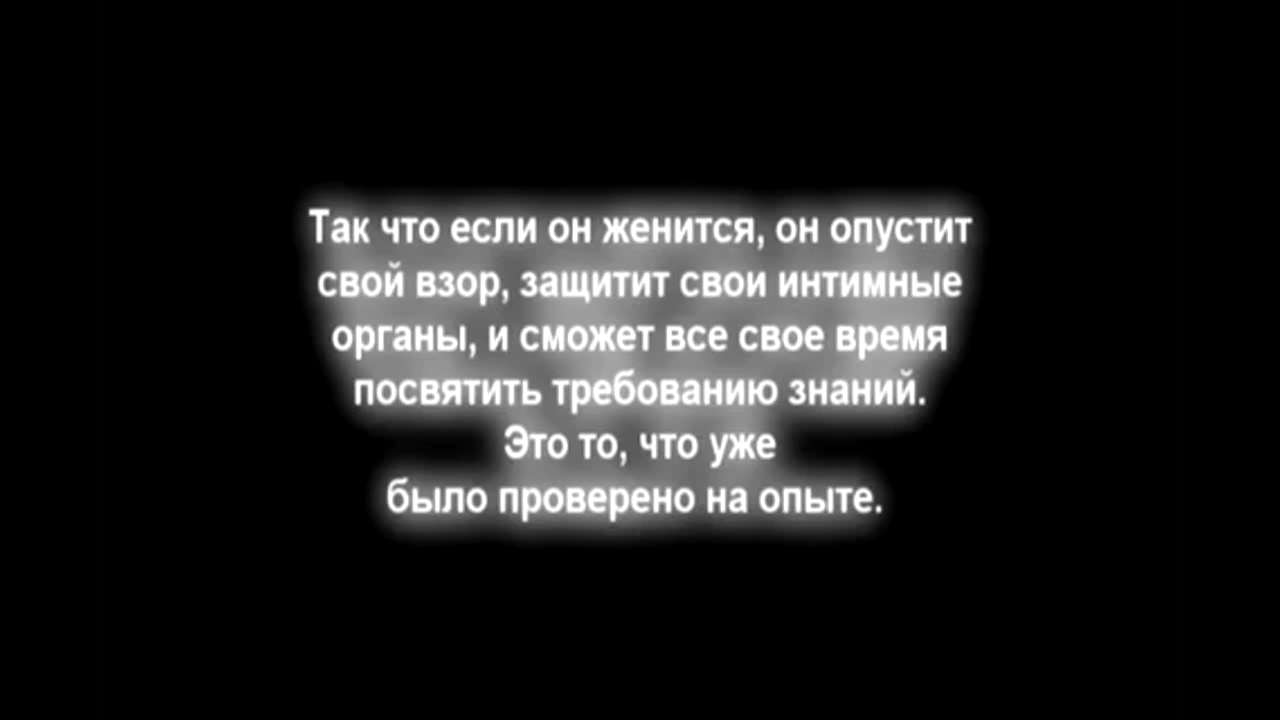 Так что если он женится, он опустит
свой взор, защитит свои интимные
органы, и сможет все свое время
посвятить требованию знаний.
Это то, что уже
было проверено на опыте.